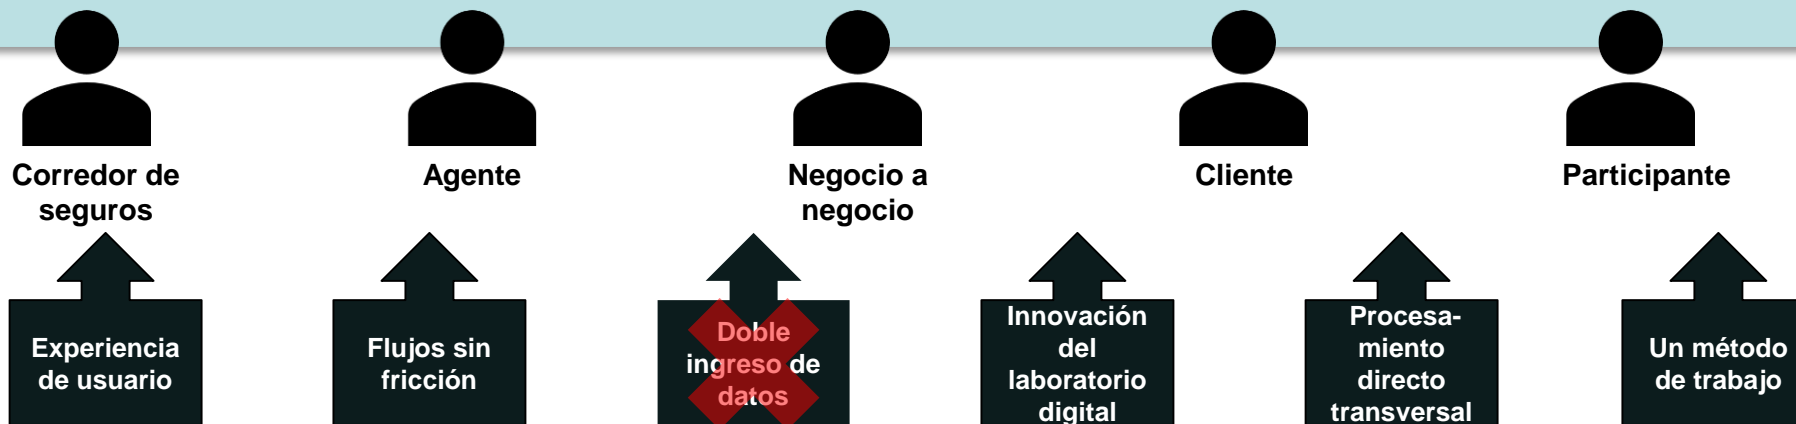 Corredor de
seguros
Agente
Negocio a
negocio
Cliente
Participante
Experiencia
de usuario
Flujos sin
fricción
Doble
ingreso de
datos
Innovación
del
laboratorio
digital
Procesa-
miento
directo
transversal
Un método
de trabajo